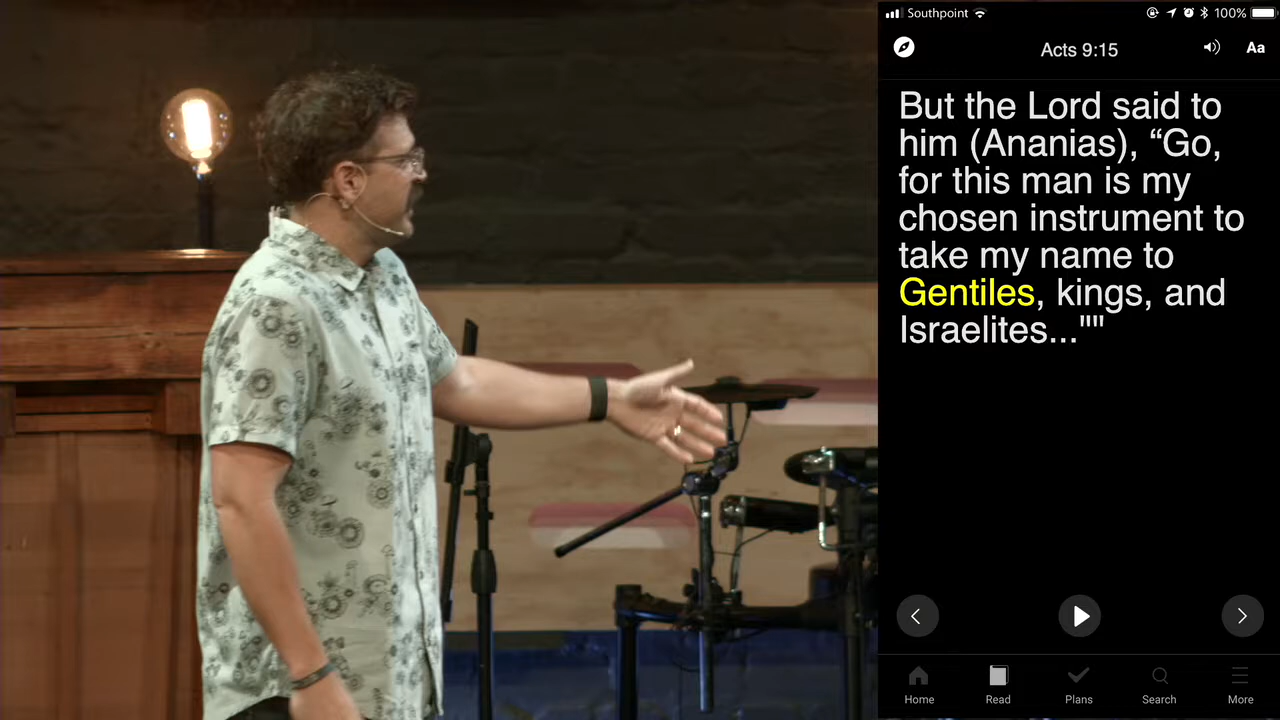 Southpoint
100%
Acts 9:15
Aa
But the Lord said to
him (Ananias), “Go,
for this man is my
chosen instrument to
take my name to
Gentiles, kings, and
Israelites...""
Home Read Plans Search More